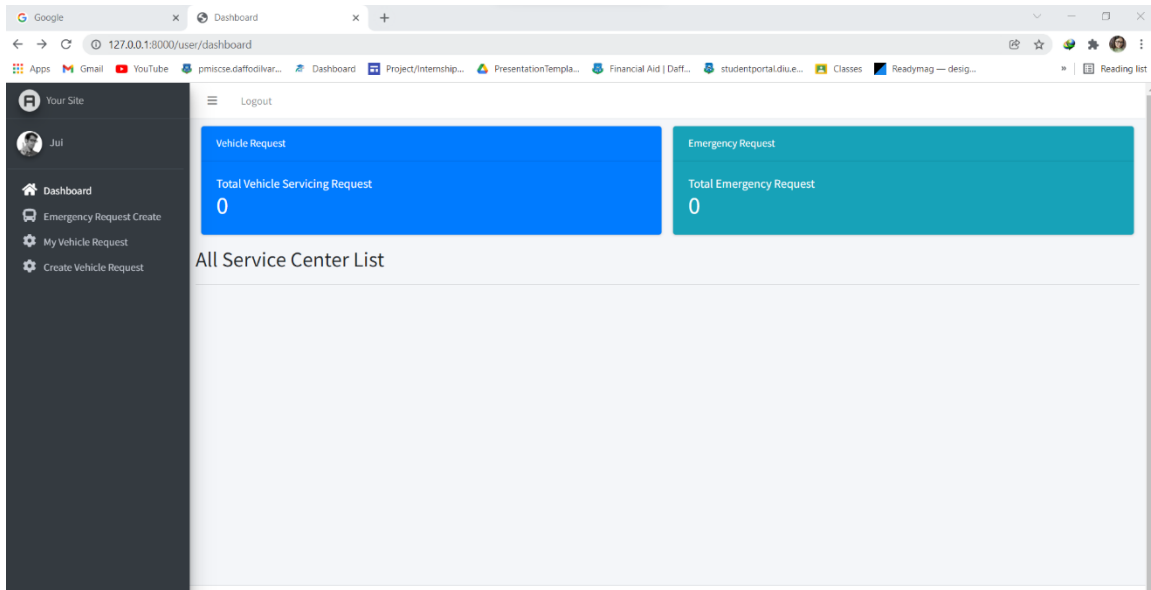 Google
Dashboard
127.0.0.1:8000/user/dashboard
Apps Gmail YouTube pmiscse.daffodilvar... Dashboard Project/Internship... PresentationTempla... Financial Aid | Daff... studentportal.diu.e... Classes Readymag — desig... » Reading list
Your Site
Logout
Jui
Vehicle Request
Total Vehicle Servicing Request
0
Emergency Request
Total Emergency Request
0
Dashboard
Emergency Request Create
My Vehicle Request
Create Vehicle Request
All Service Center List